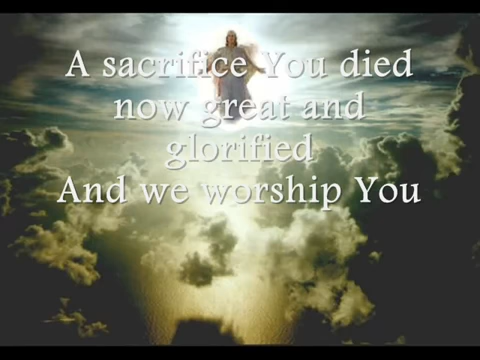 A sacrifice You died
now great and
glorified
And we worship You